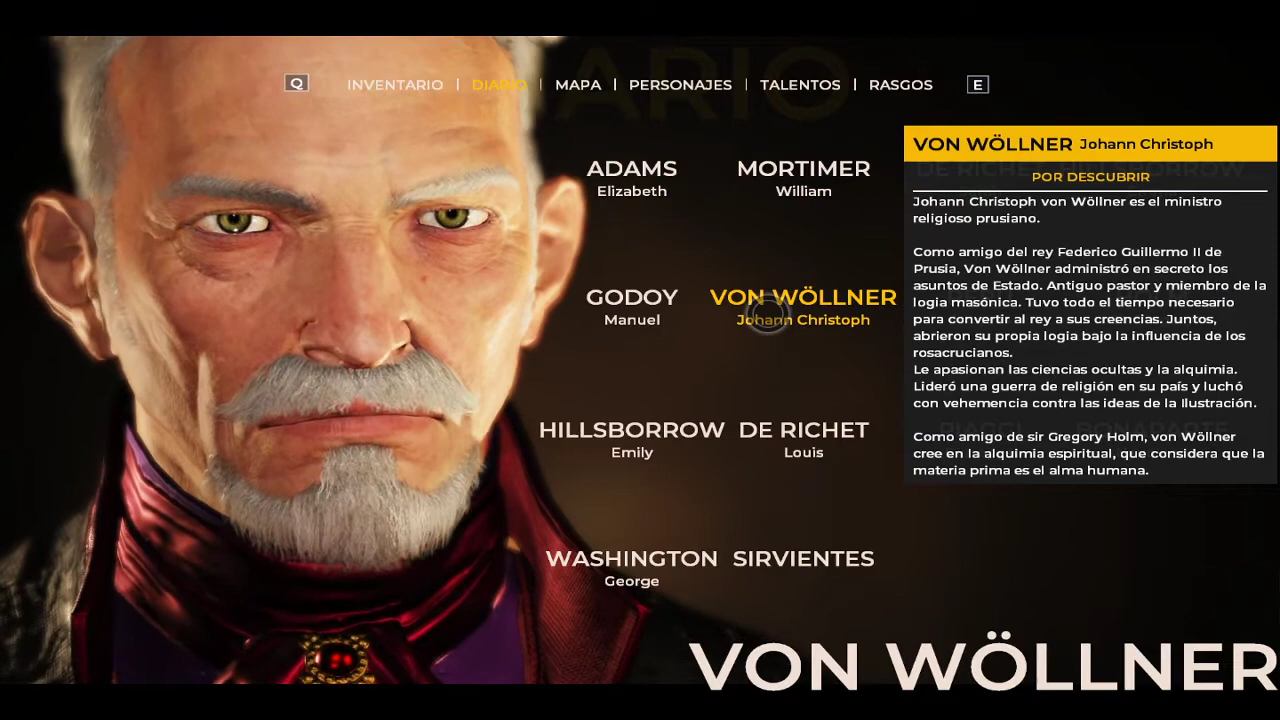 Q INVENTARIO | DIARIO | MAPA | PERSONAJES | TALENTOS | RASGOS E
ADAMS
Elizabeth
MORTIMER
William
GODOY
Manuel
VON WÖLLNER
Johann Christoph
HILLSBORROW
Emily
DE RICHET
Louis
WASHINGTON
George
SIRVIENTES
VON WÖLLNER Johann Christoph
POR DESCUBRIR
Johann Christoph von Wöllner es el ministro
religioso prusiano.
Como amigo del rey Federico Guillermo II de
Prusia, Von Wöllner administró en secreto los
asuntos de Estado. Antiguo pastor y miembro de la
logia masónica. Tuvo todo el tiempo necesario
para convertir al rey a sus creencias. Juntos,
abrieron su propia logia bajo la influencia de los
rosacrucianos.
Le apasionan las ciencias ocultas y la alquimia.
Lideró una guerra de religión en su país y luchó
con vehemencia contra las ideas de la Ilustración.
Como amigo de sir Gregory Holm, von Wöllner
cree en la alquimia espiritual, que considera que la
materia prima es el alma humana.
VON WÖLLNER